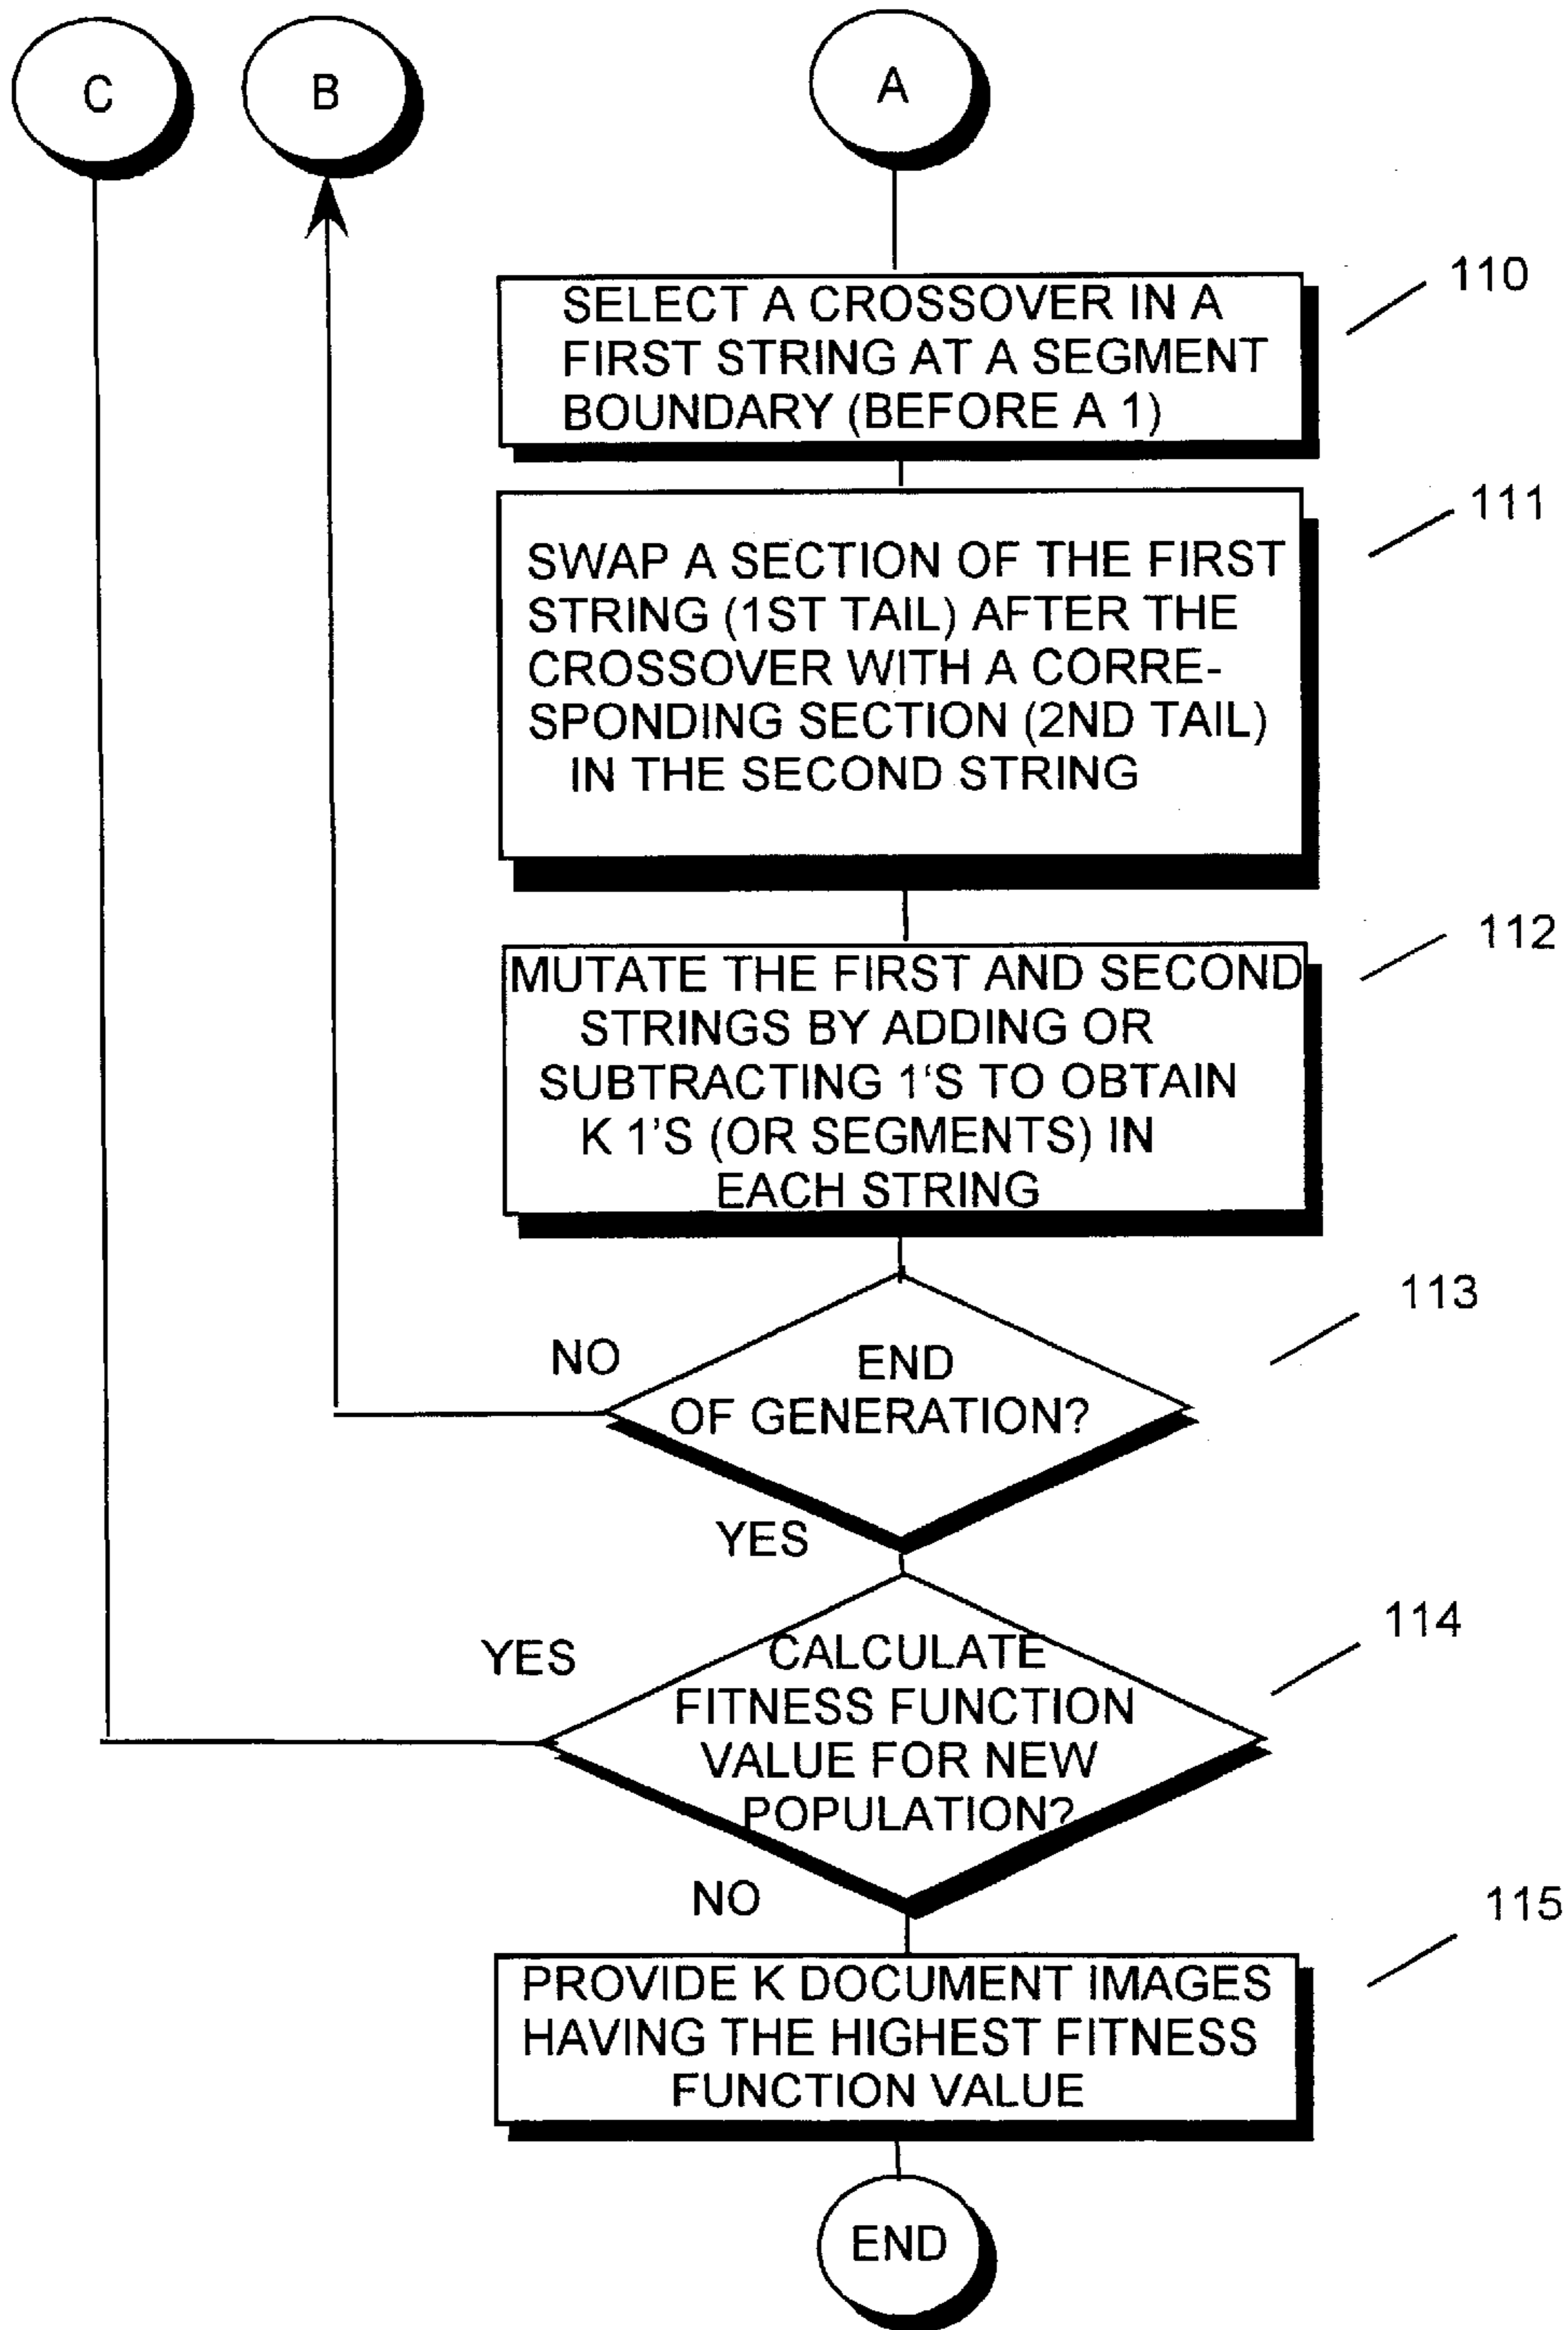 C
B
A
110
SELECT A CROSSOVER IN A
FIRST STRING AT A SEGMENT
BOUNDARY (BEFORE A 1)
111
SWAP A SECTION OF THE FIRST
STRING (1ST TAIL) AFTER THE
CROSSOVER WITH A CORRE-
SPONDING SECTION (2ND TAIL)
IN THE SECOND STRING
112
MUTATE THE FIRST AND SECOND
STRINGS BY ADDING OR
SUBTRACTING 1'S TO OBTAIN
K 1'S (OR SEGMENTS) IN
EACH STRING
113
NO
END
OF GENERATION?
YES
114
YES
CALCULATE
FITNESS FUNCTION
VALUE FOR NEW
POPULATION?
NO
115
PROVIDE K DOCUMENT IMAGES
HAVING THE HIGHEST FITNESS
FUNCTION VALUE
END